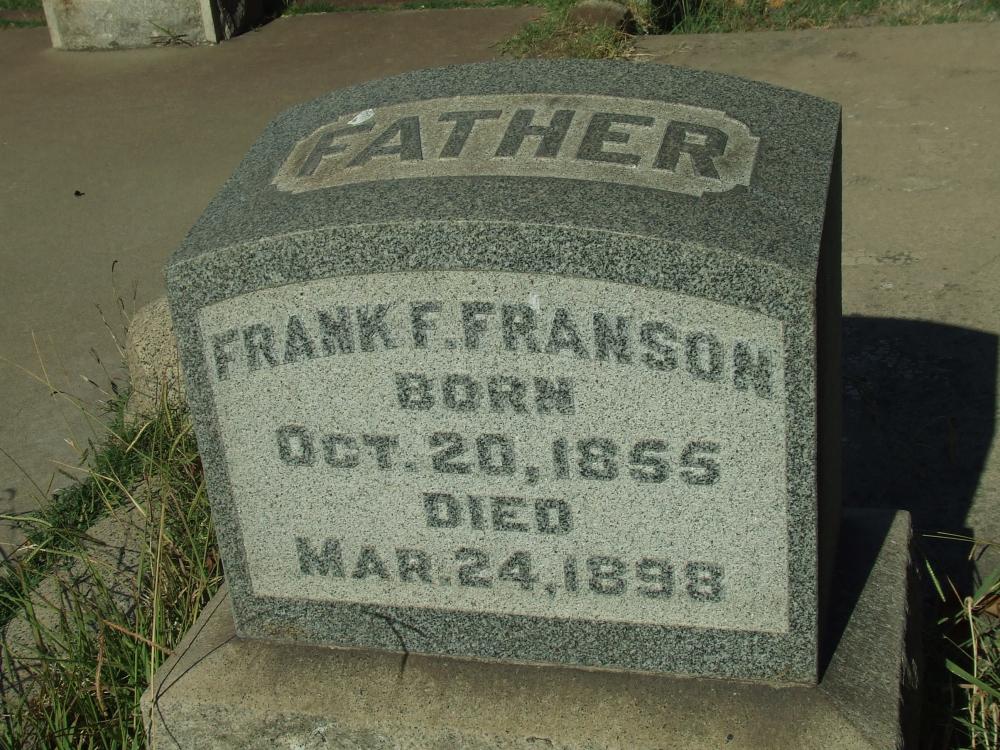 FATHER
FRANK F. FRANSON
BORN
OCT. 20, 1855
DIED
MAR. 24, 1898